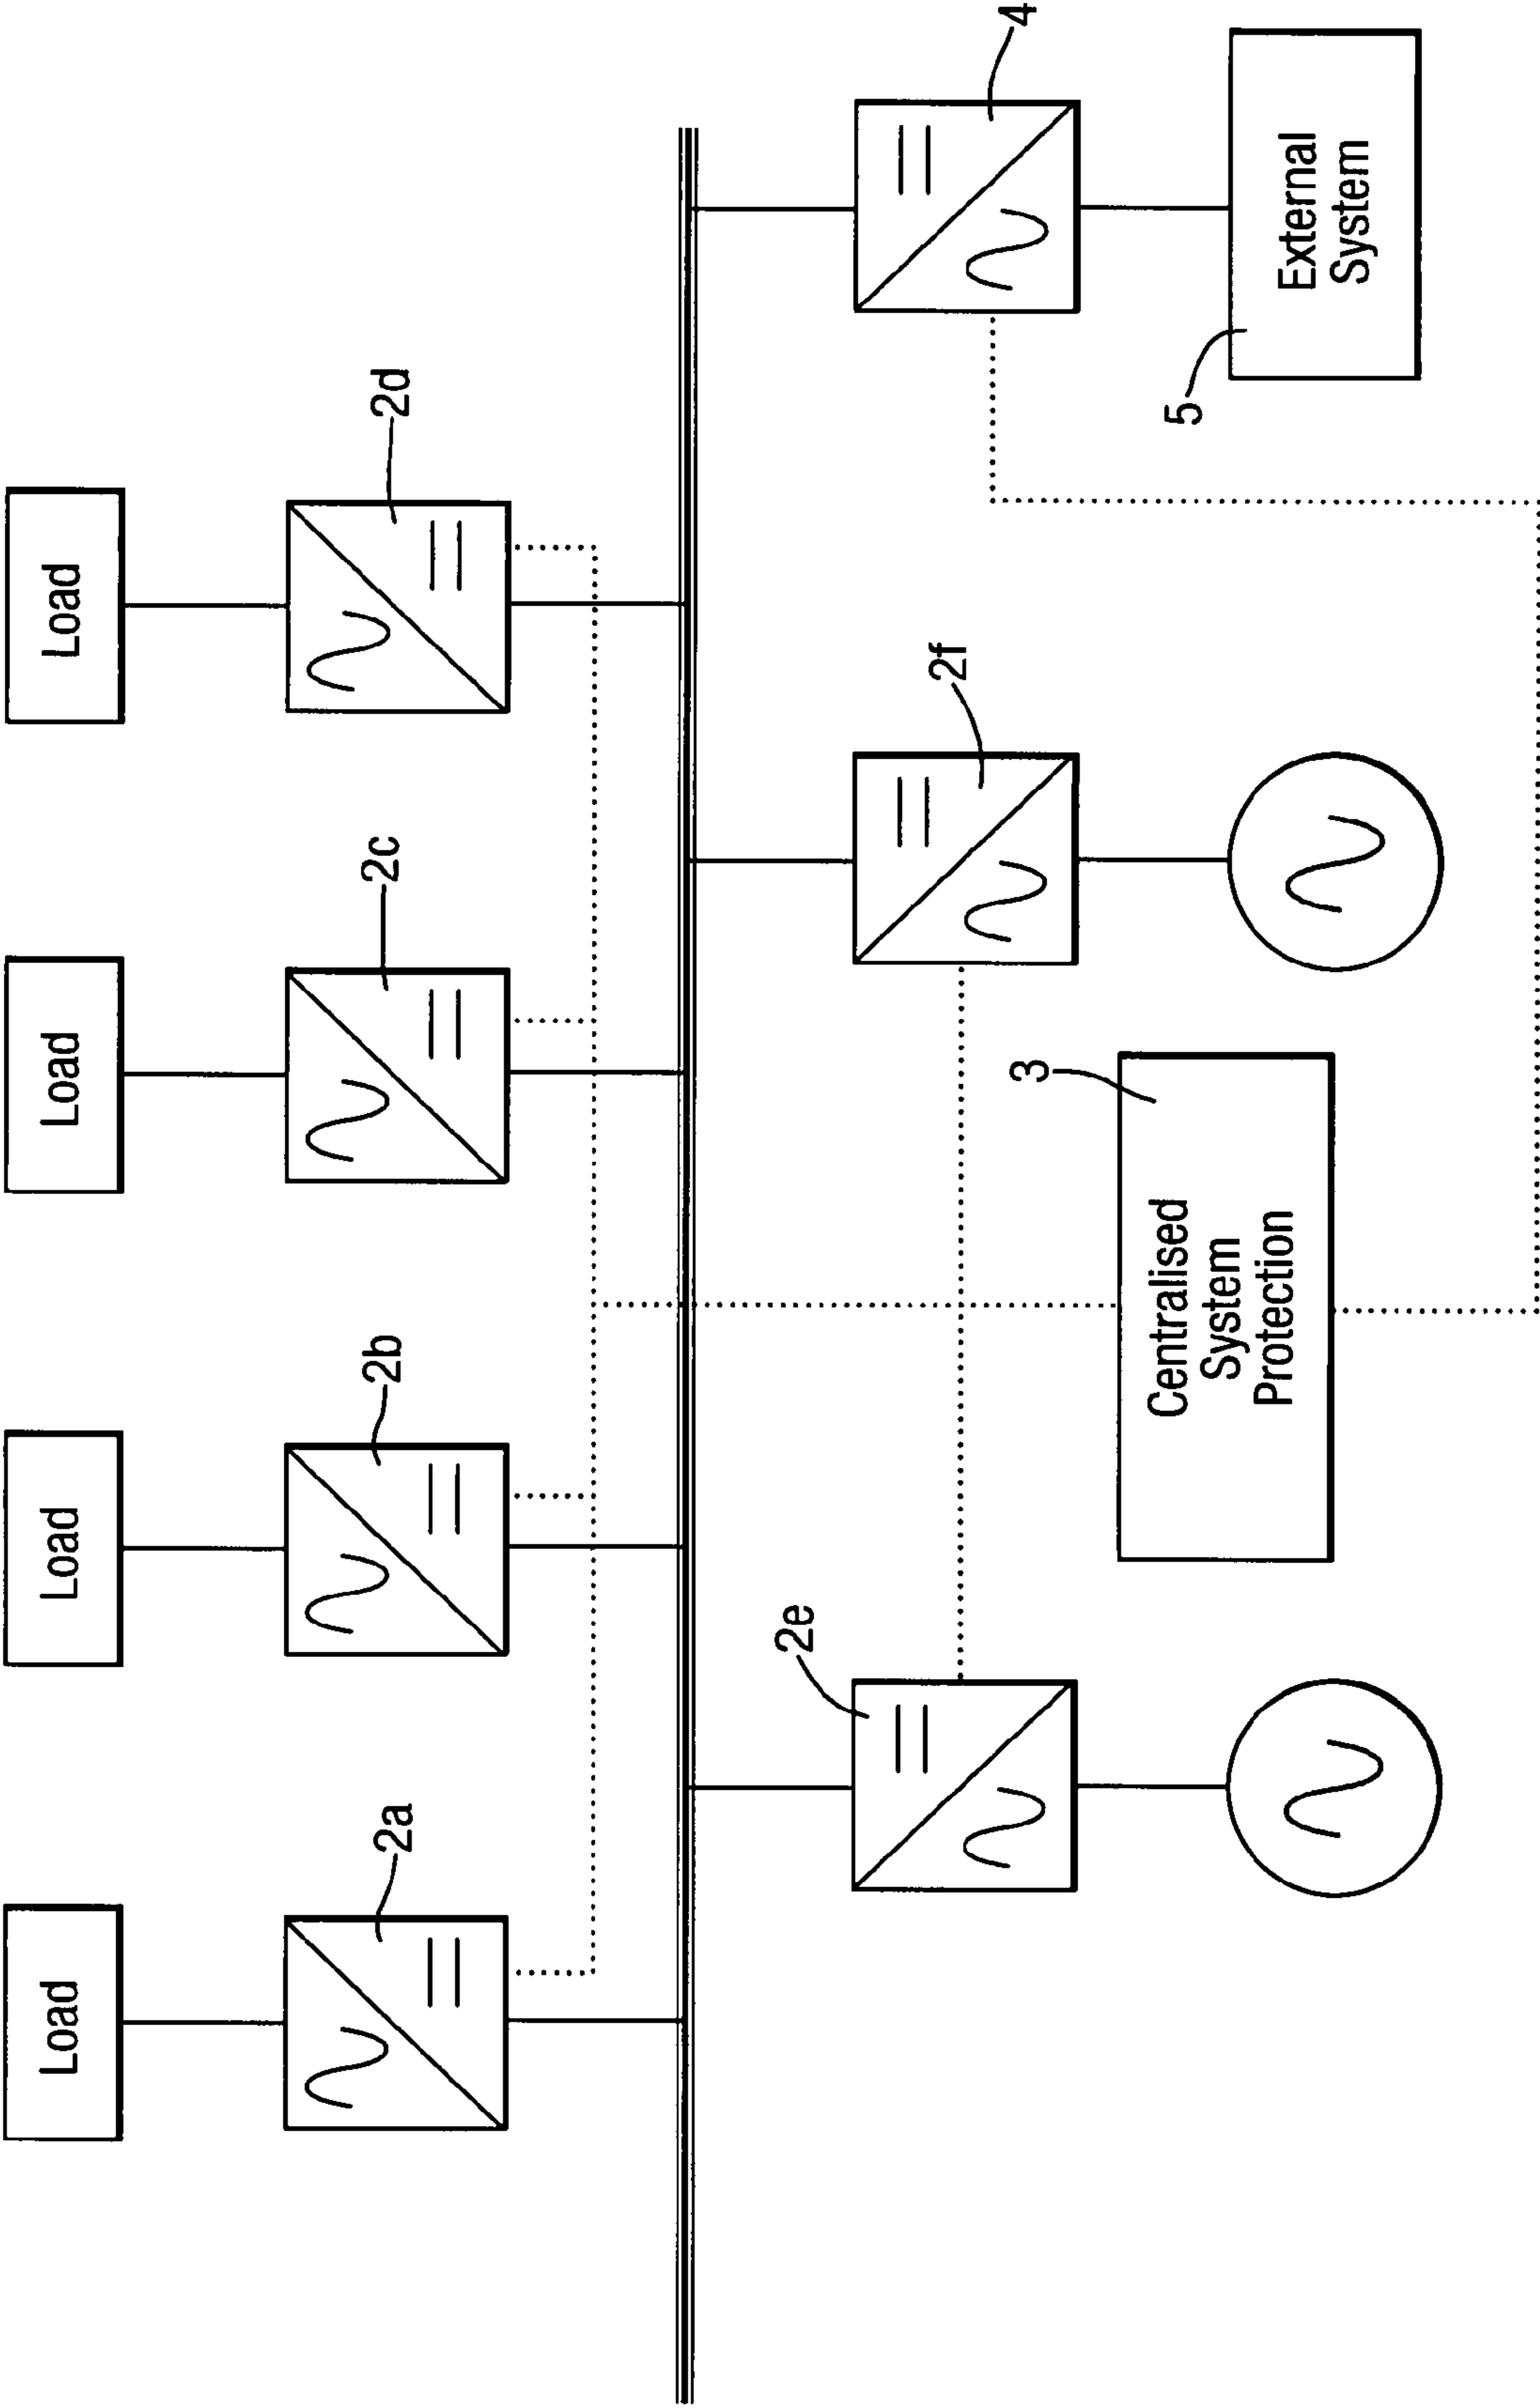 Load
Load
Load
Load
2a
2b
2c
2d
2e
2f
4
3
Centralised
System
Protection
5
External
System